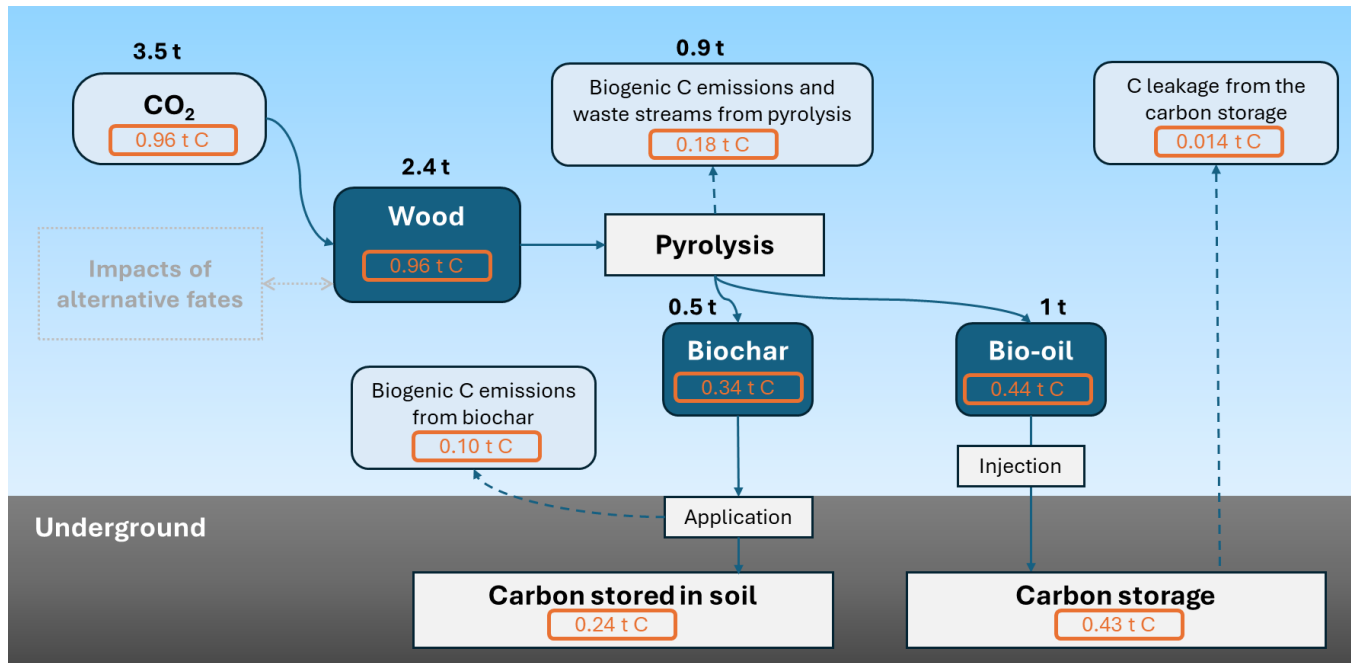 3.5 t
CO₂
0.96 t C
0.9 t
Biogenic C emissions and
waste streams from pyrolysis
0.18 t C
C leakage from the
carbon storage
0.014 t C
2.4 t
Wood
0.96 t C
Pyrolysis
Impacts of
alternative fates
0.5 t
Biochar
0.34 t C
1 t
Bio-oil
0.44 t C
Biogenic C emissions
from biochar
0.10 t C
Injection
Underground
Application
Carbon stored in soil
0.24 t C
Carbon storage
0.43 t C